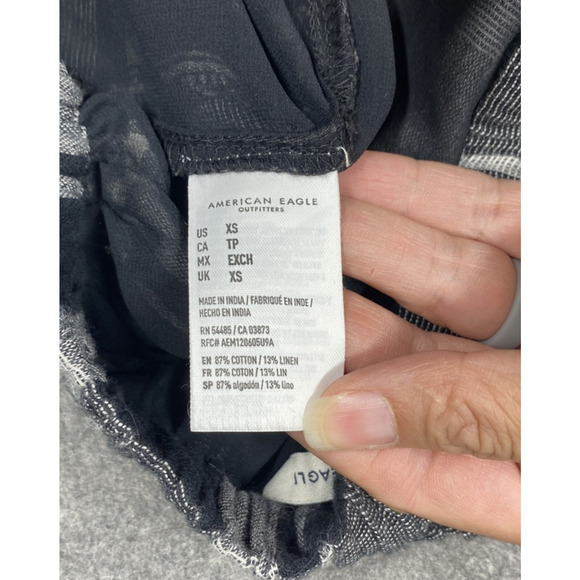 AMERICAN EAGLE
OUTFITTERS
US XS
CA TP
MX EXCH
UK XS
MADE IN INDIA / FABRIQUÉ EN INDE /
HECHO EN INDIA
RN 54485 / CA 03873
RFC# AEM120605U9A
EN 87% COTTON / 13% LINEN
FR 87% COTON / 13% LIN
SP 87% algodón / 13% lino
EAGL